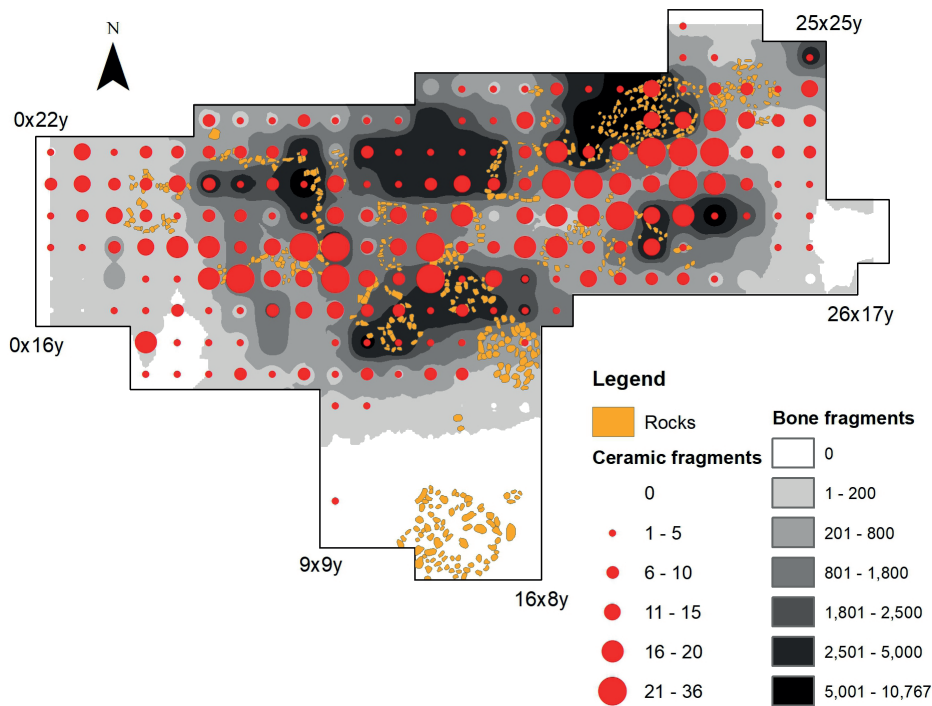 N
25x25y
0x22y
0x16y
26x17y
9x9y
16x8y
Legend
Rocks
Ceramic fragments
0
1 - 5
6 - 10
11 - 15
16 - 20
21 - 36
Bone fragments
0
1 - 200
201 - 800
801 - 1,800
1,801 - 2,500
2,501 - 5,000
5,001 - 10,767